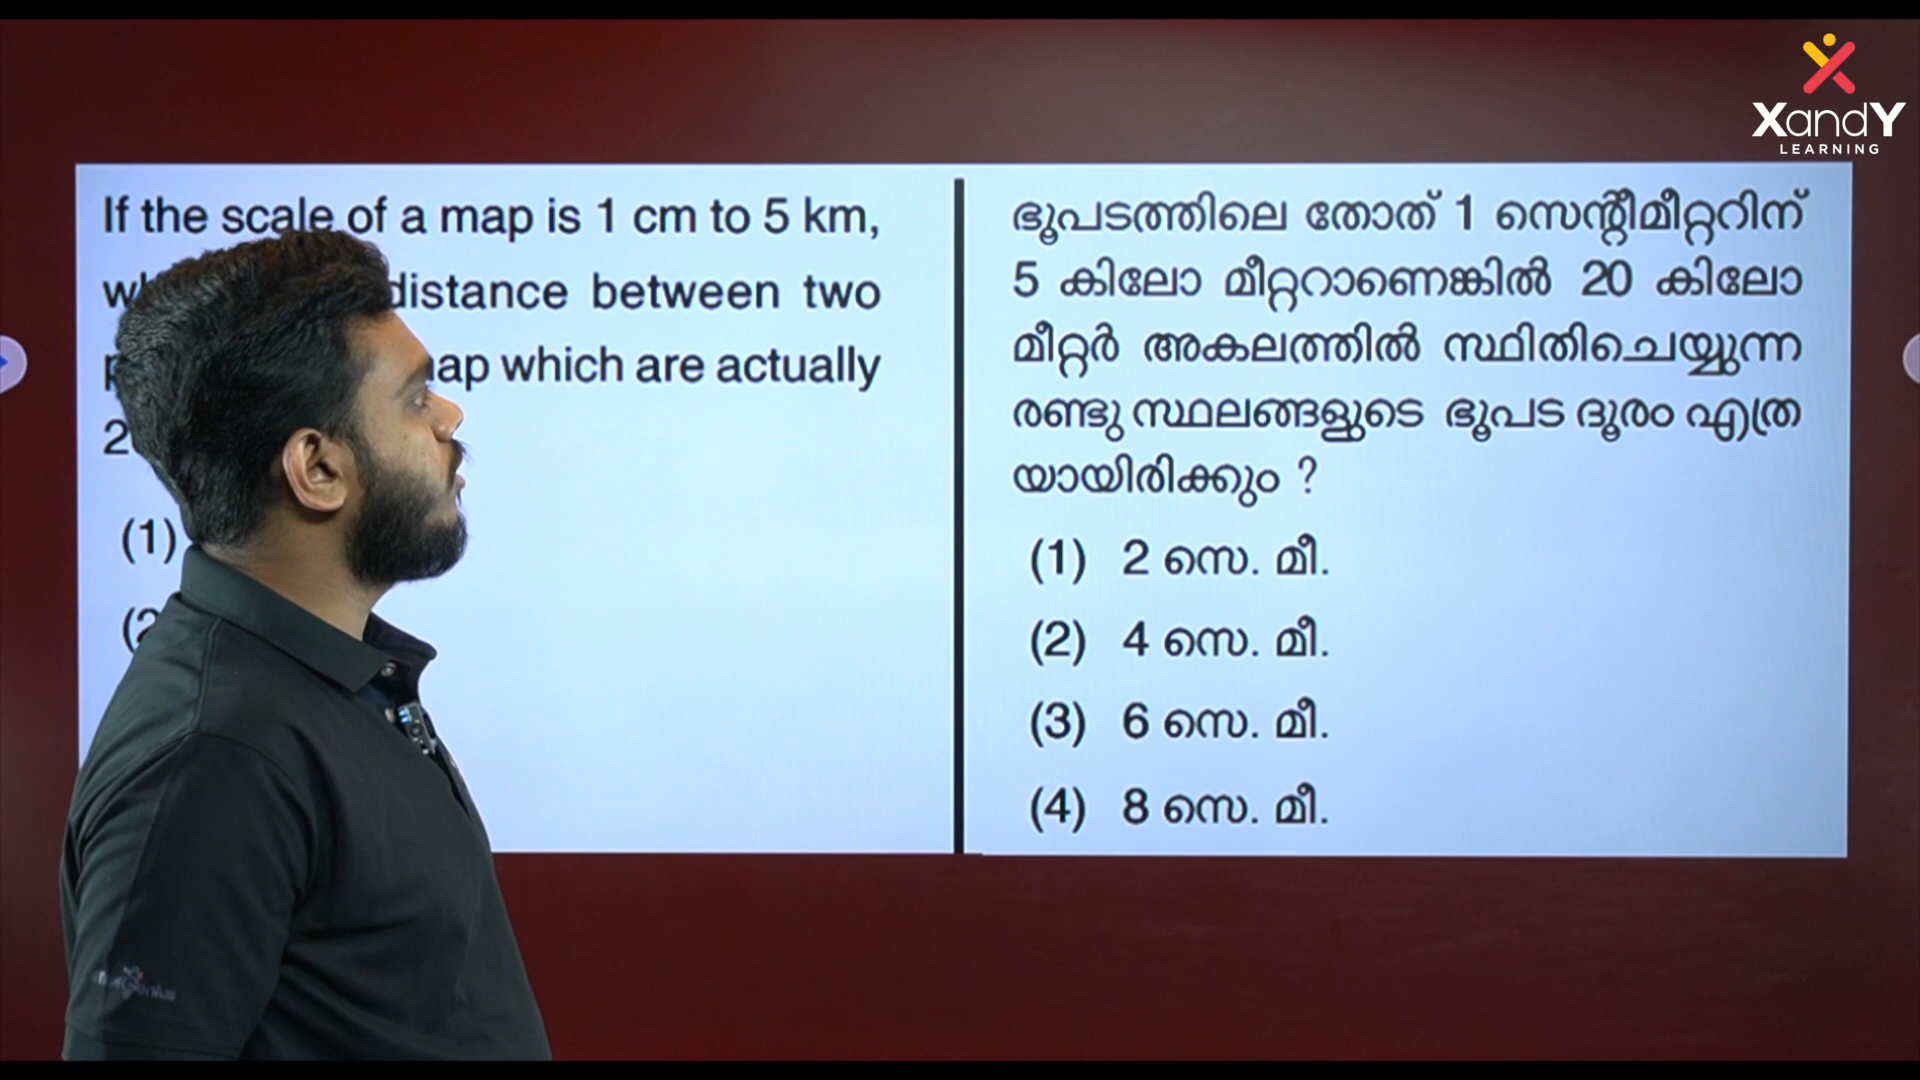 XandY
LEARNING
If the scale of a map is 1 cm to 5 km,
distance between two
which are actually
(1)
ഭൂപടത്തിലെ തോത് 1 സെന്റീമീറ്ററിന്
5 കിലോ മീറ്ററാണെങ്കിൽ 20 കിലോ
മീറ്റർ അകലത്തിൽ സ്ഥിതിചെയ്യുന്ന
രണ്ടു സ്ഥലങ്ങളുടെ ഭൂപട ദൂരം എത്ര
യായിരിക്കും ?
(1) 2 സെ. മീ.
(2) 4 സെ. മീ.
(3) 6 സെ. മീ.
(4) 8 സെ. മീ.